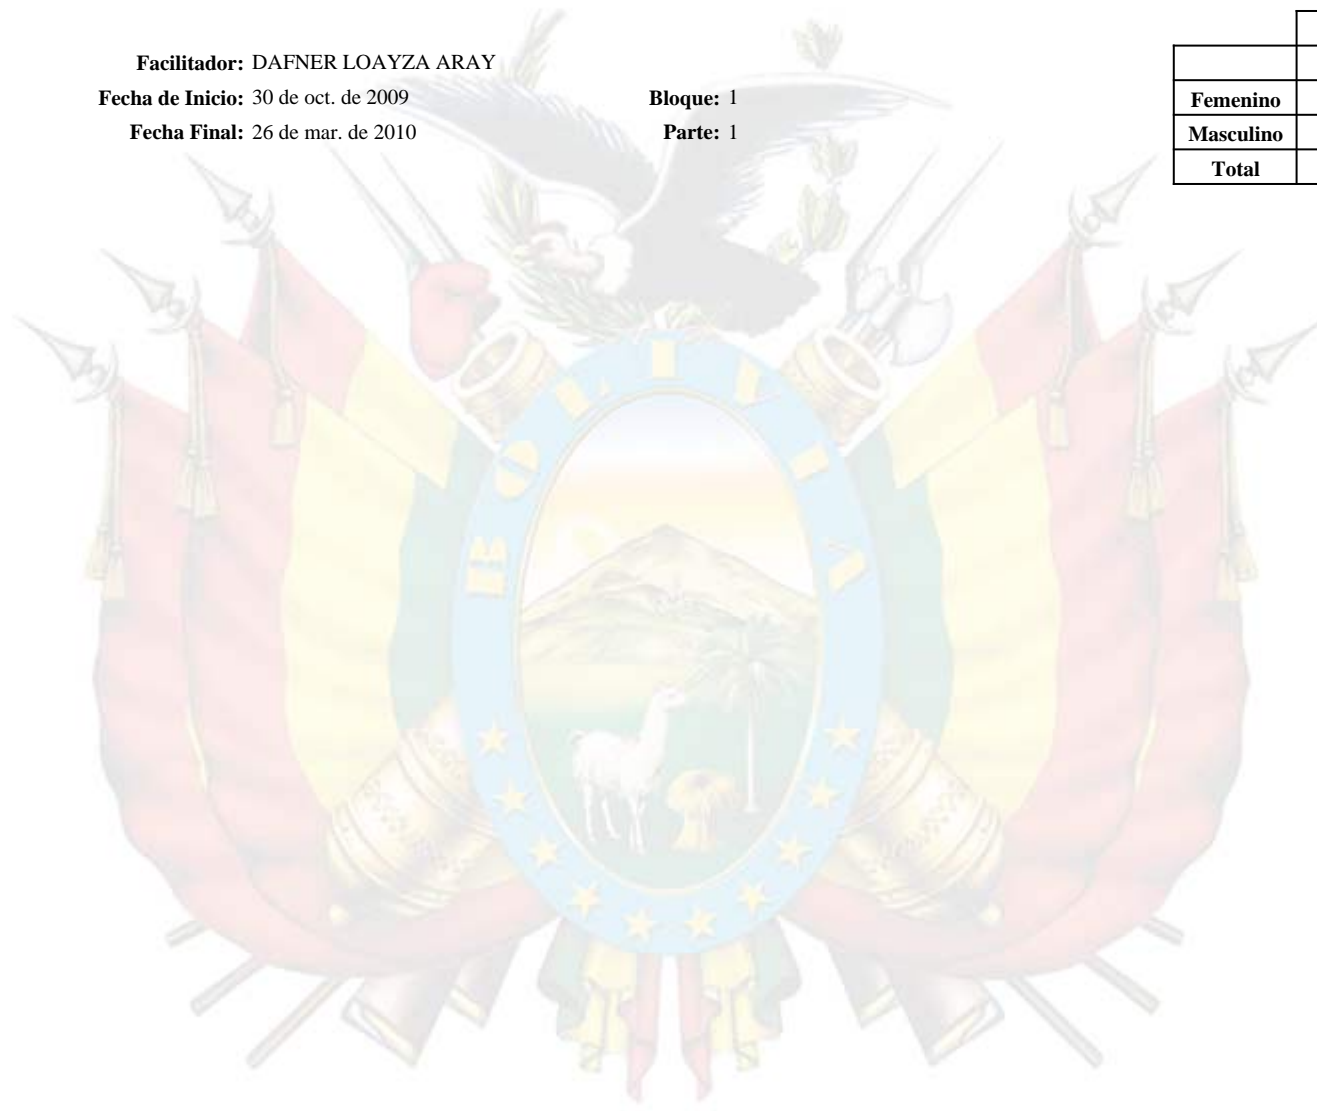 Facilitador: DAFNER LOAYZA ARAY
Fecha de Inicio: 30 de oct. de 2009 Bloque: 1
Fecha Final: 26 de mar. de 2010 Parte: 1
Femenino
Masculino
Total
BOLIVIA